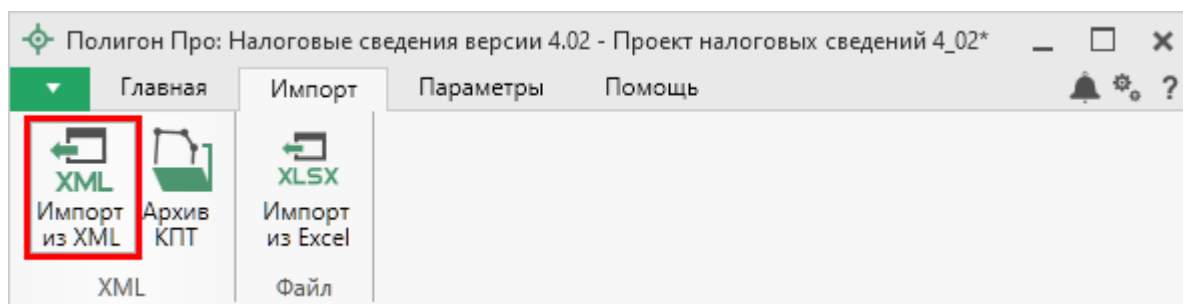 Полигон Про: Налоговые сведения версии 4.02 - Проект налоговых сведений 4_02*
Главная Импорт Параметры Помощь ?
XML XLSX
Импорт из XML
Архив КПТ
Импорт из Excel
XML Файл